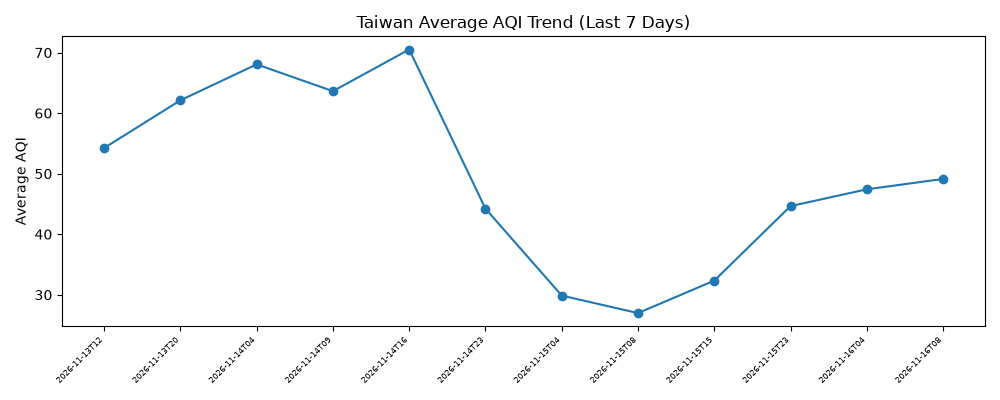 Taiwan Average AQI Trend (Last 7 Days)
Average AQI
70
60
50
40
30
2026-11-13T12
2026-11-13T20
2026-11-14T04
2026-11-14T09
2026-11-14T16
2026-11-14T23
2026-11-15T04
2026-11-15T08
2026-11-15T15
2026-11-15T23
2026-11-16T04
2026-11-16T08